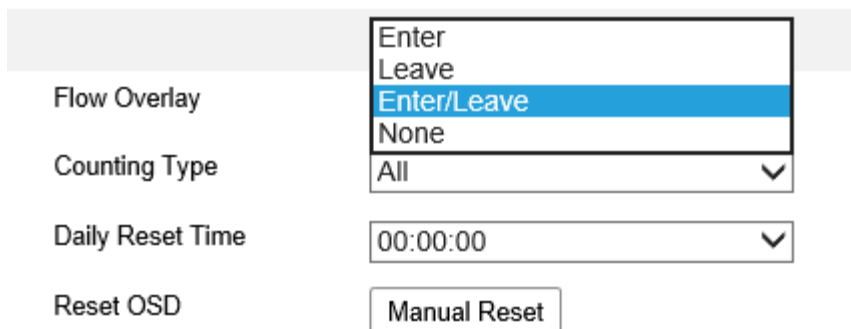 Enter
Leave
Flow Overlay Enter/Leave
None
Counting Type All
Daily Reset Time 00:00:00
Reset OSD Manual Reset